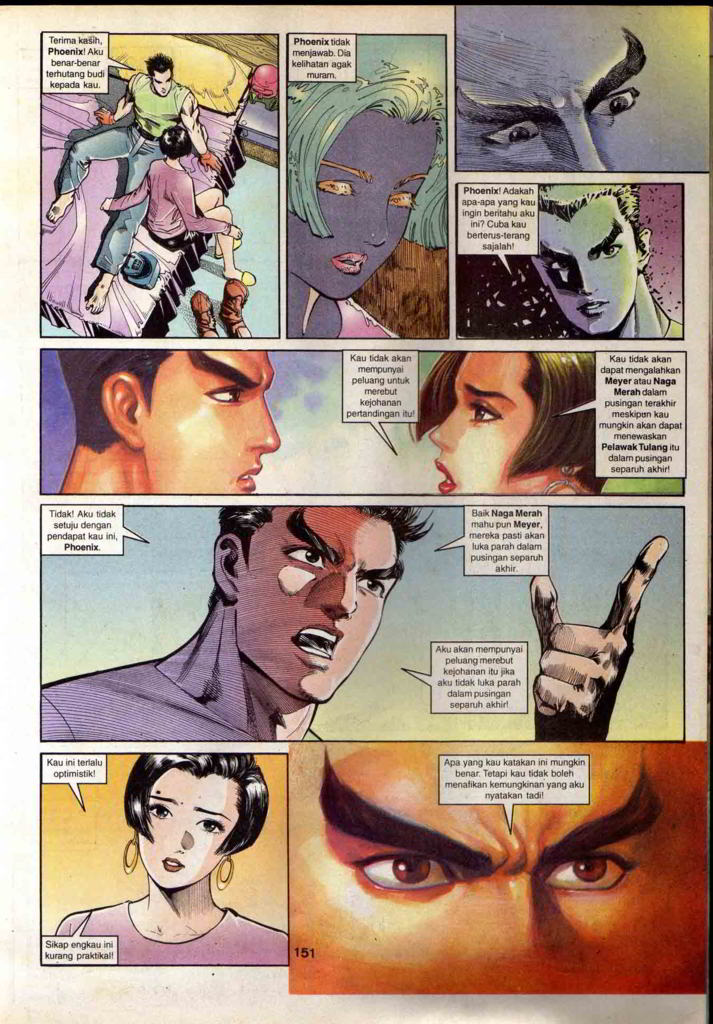 Terima kasih,
Phoenix! Aku
benar-benar
terhutang budi
kepada kau.
Phoenix tidak
menjawab. Dia
kelihatan agak
muram.
Phoenix! Adakah
apa-apa yang kau
ingin beritahu aku
ini? Cuba kau
berterus-terang
sajalah!
Kau tidak akan
mempunyai
peluang untuk
merebut
kejohanan
pertandingan itu!
Kau tidak akan
dapat mengalahkan
Meyer atau Naga
Merah dalam
pusingan terakhir
meskipun kau
mungkin akan dapat
menewaskan
Pelawak Tulang itu
dalam pusingan
separuh akhir!
Tidak! Aku tidak
setuju dengan
pendapat kau ini,
Phoenix.
Baik Naga Merah
mahu pun Meyer,
mereka pasti akan
luka parah dalam
pusingan separuh
akhir.
Aku akan mempunyai
peluang merebut
kejohanan itu jika
aku tidak luka parah
dalam pusingan
separuh akhir!
Kau ini terlalu
optimistik!
Sikap engkau ini
kurang praktikal!
Apa yang kau katakan ini mungkin
benar. Tetapi kau tidak boleh
menafikan kemungkinan yang aku
nyatakan tadi!
151